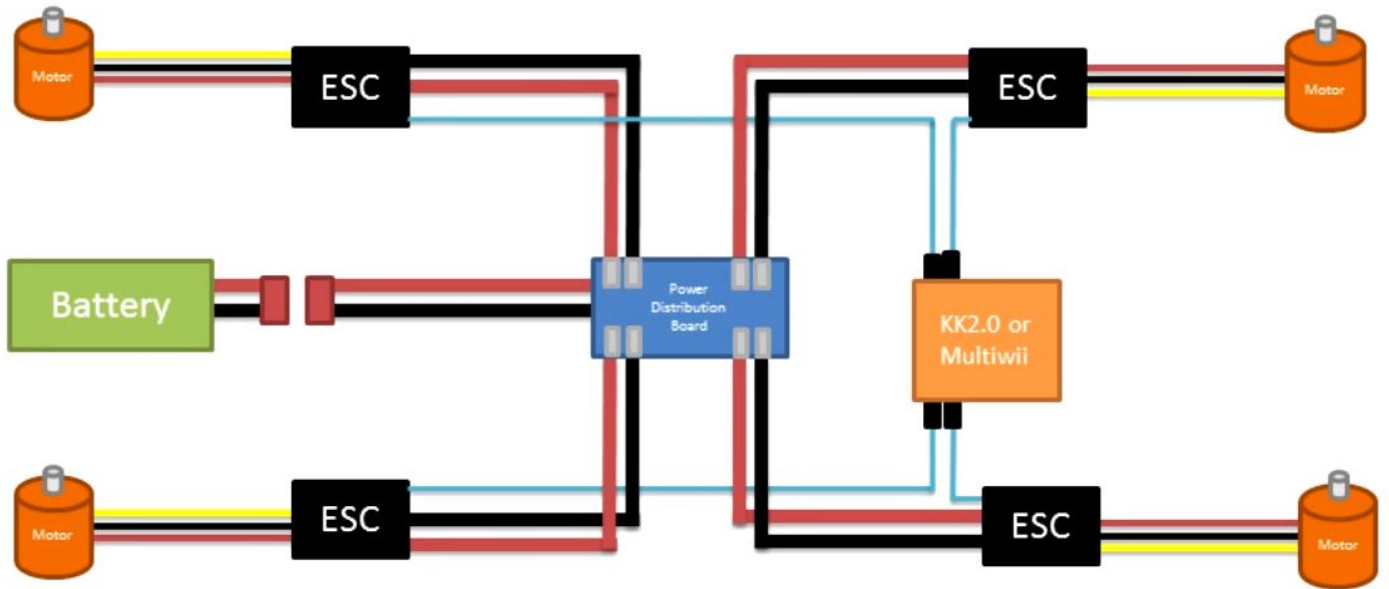 Motor
ESC
ESC
Motor
Battery
Power
Distribution
Board
KK2.0 or
Multiwii
Motor
ESC
ESC
Motor